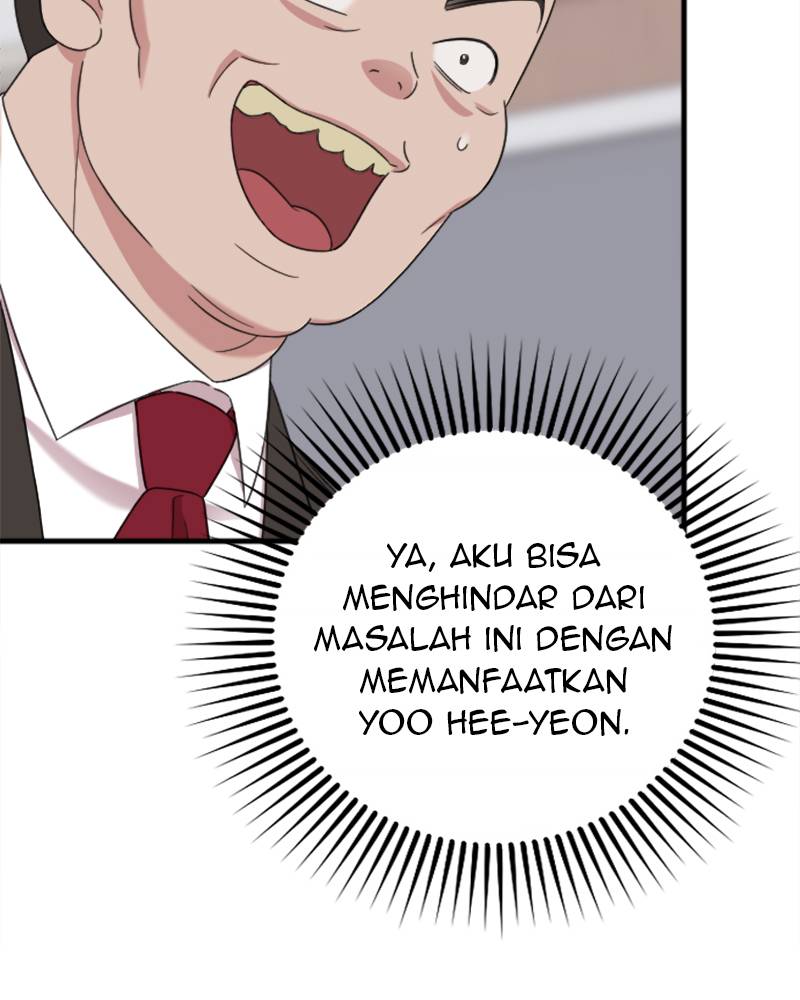 YA, AKU BISA
MENGHINDAR DARI
MASALAH INI DENGAN
MEMANFAATKAN
YOO HEE-YEON.